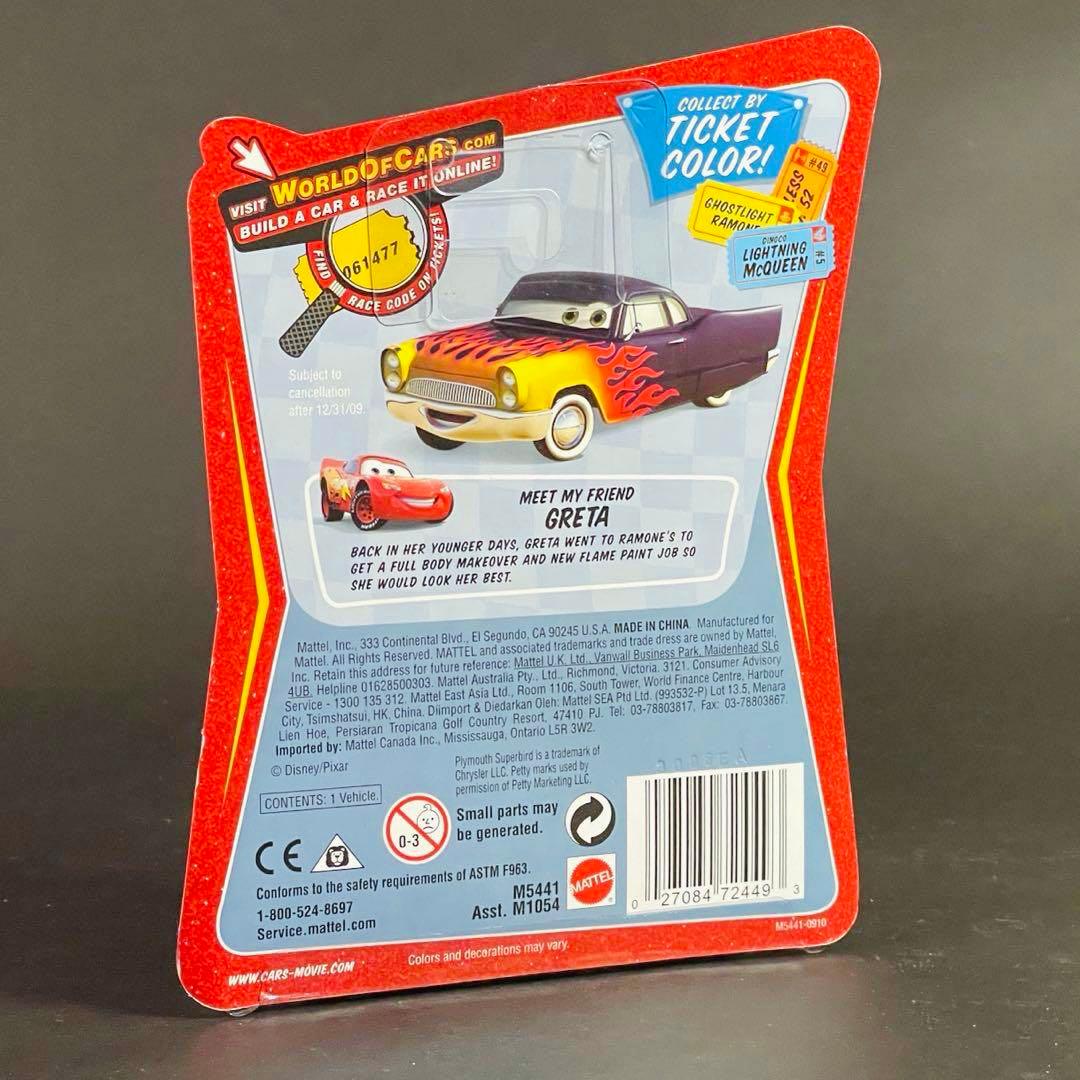 VISIT WORLDOFCARS.COM
BUILD A CAR & RACE IT ONLINE!
061477
FIND RACE CODE ON TICKETS!
COLLECT BY
TICKET
COLOR!
#49
LESS
52
GHOSTLIGHT
RAMONE
DINOCO
LIGHTNING
McQUEEN
#5
Subject to
cancellation
after 12/31/09.
MEET MY FRIEND
GRETA
BACK IN HER YOUNGER DAYS, GRETA WENT TO RAMONE'S TO
GET A FULL BODY MAKEOVER AND NEW FLAME PAINT JOB SO
SHE WOULD LOOK HER BEST.
Mattel, Inc., 333 Continental Blvd., El Segundo, CA 90245 U.S.A. MADE IN CHINA. Manufactured for
Mattel. All Rights Reserved. MATTEL and associated trademarks and trade dress are owned by Mattel,
Inc. Retain this address for future reference: Mattel U.K. Ltd., Vanwall Business Park, Maidenhead SL6
4UB. Helpline 01628500303. Mattel Australia Pty., Ltd., Richmond, Victoria. 3121. Consumer Advisory
Service - 1300 135 312. Mattel East Asia Ltd., Room 1106, South Tower, World Finance Centre, Harbour
City, Tsimshatsui, HK, China. Diimport & Diedarkan Oleh: Mattel SEA Ptd Ltd. (993532-P) Lot 13.5, Menara
Lien Hoe, Persiaran Tropicana Golf Country Resort, 47410 PJ. Tel: 03-78803817, Fax: 03-78803867.
Imported by: Mattel Canada Inc., Mississauga, Ontario L5R 3W2.
© Disney/Pixar
Plymouth Superbird is a trademark of
Chrysler LLC. Petty marks used by
permission of Petty Marketing LLC.
CONTENTS: 1 Vehicle.
0-3
Small parts may
be generated.
CE
Conforms to the safety requirements of ASTM F963.
1-800-524-8697
Service.mattel.com
M5441
Asst. M1054
MATTEL
0 27084 72449 3
M5441-0910
WWW.CARS-MOVIE.COM
Colors and decorations may vary.